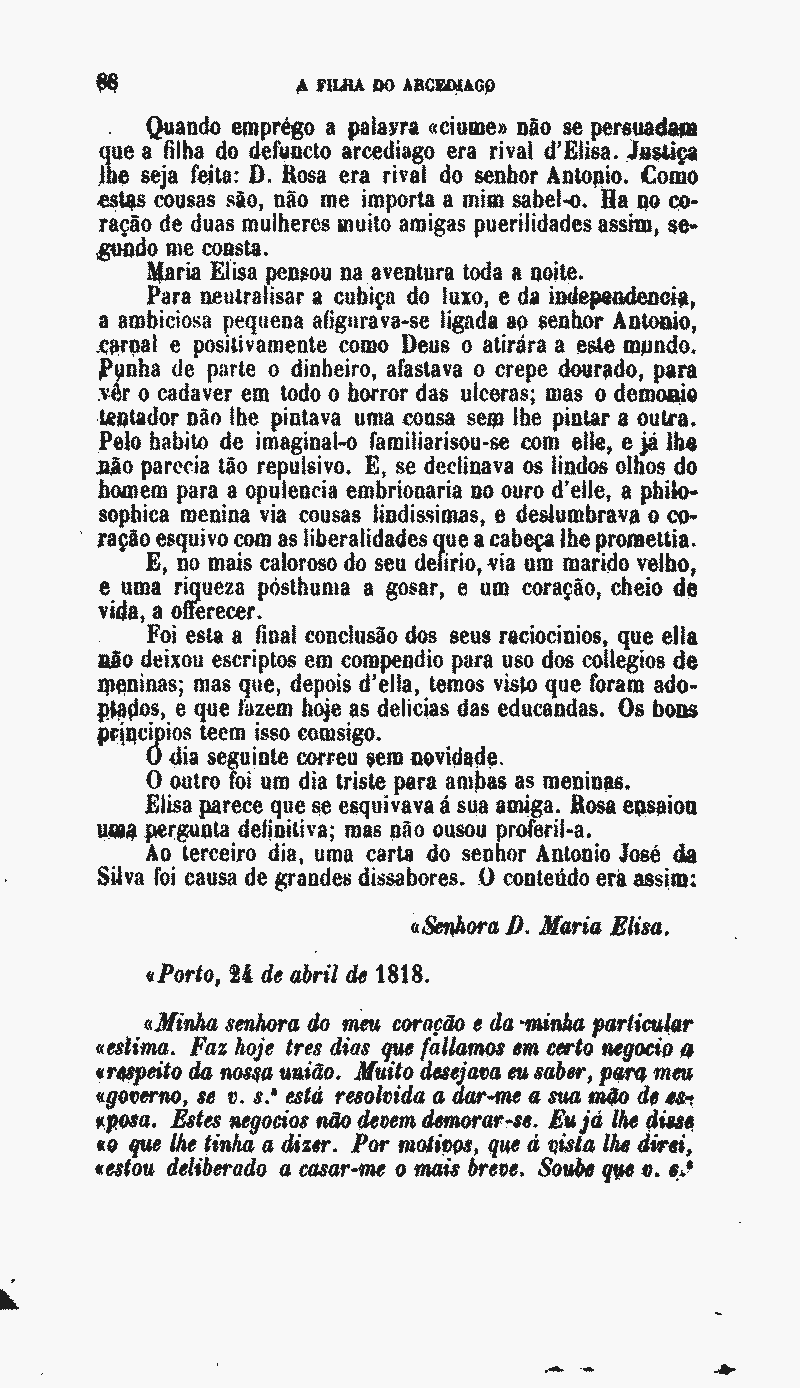 86 A FILHA DO ARCEDIAGO
Quando emprégo a palavra «ciume» não se persuadam
que a filha do defuncto arcediago era rival d'Elisa. Justiça
lhe seja feita: D. Rosa era rival do senhor Antonio. Como
estas cousas são, não me importa a mim sabel-o. Ha no co-
ração de duas mulheres muito amigas puerilidades assim, se-
gundo me consta.
Maria Elisa pensou na aventura toda a noite.
Para neutralisar a cubiça do luxo, e da independencia,
a ambiciosa pequena afigurava-se ligada ao senhor Antonio,
carnal e positivamente como Deus o atirára a este mundo.
Punha de parte o dinheiro, afastava o crepe dourado, para
vêr o cadaver em todo o horror das ulceras; mas o demonio
tentador não lhe pintava uma cousa sem lhe pintar a outra.
Pelo habito de imaginal-o familiarisou-se com elle, e já lhe
não parecia tão repulsivo. E, se declinava os lindos olhos do
homem para a opulencia embrionaria no ouro d'elle, a philo-
sophica menina via cousas lindissimas, e deslumbrava o co-
ração esquivo com as liberalidades que a cabeça lhe promettia.
E, no mais caloroso do seu delirio, via um marido velho,
e uma riqueza pósthuma a gosar, e um coração, cheio de
vida, a offerecer.
Foi esta a final conclusão dos seus raciocinios, que ella
não deixou escriptos em compendio para uso dos collegios de
meninas; mas que, depois d'ella, temos visto que foram ado-
ptados, e que fazem hoje as delicias das educandas. Os bons
principios teem isso comsigo.
O dia seguinte correu sem novidade.
O outro foi um dia triste para ambas as meninas.
Elisa parece que se esquivava á sua amiga. Rosa ensaiou
uma pergunta definitiva; mas não ousou proferil-a.
Ao terceiro dia, uma carta do senhor Antonio José da
Silva foi causa de grandes dissabores. O conteúdo era assim:
«Senhora D. Maria Elisa.
«Porto, 24 de abril de 1818.
«Minha senhora do meu coração e da minha particular
«estima. Faz hoje tres dias que fallamos em certo negocio a
«respeito da nossa união. Muito desejava eu saber, para meu
«governo, se v. s.ª está resolvida a dar-me a sua mão de es-
«posa. Estes negocios não devem demorar-se. Eu já lhe disse
«o que lhe tinha a dizer. Por motivos, que á vista lhe direi,
«estou deliberado a casar-me o mais breve. Soube que v. s.ª